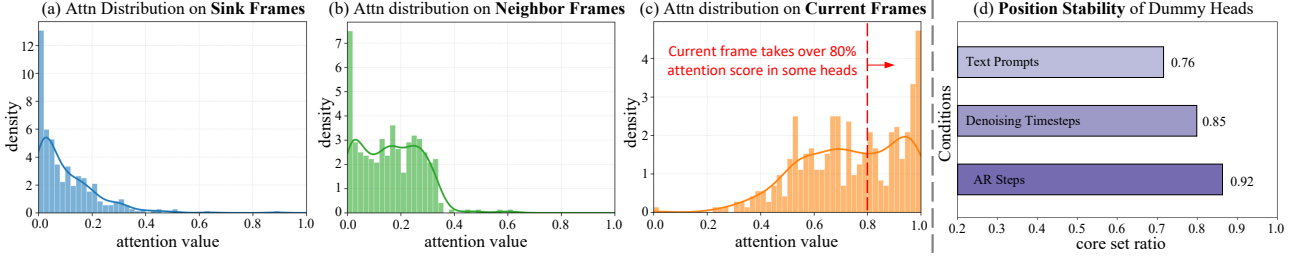 (a) Attn Distribution on Sink Frames
density
12
10
8
6
4
2
0
0.0 0.2 0.4 0.6 0.8 1.0
attention value
(b) Attn distribution on Neighbor Frames
density
7
6
5
4
3
2
1
0
0.0 0.2 0.4 0.6 0.8 1.0
attention value
(c) Attn distribution on Current Frames
Current frame takes over 80%
attention score in some heads
density
4
3
2
1
0
0.0 0.2 0.4 0.6 0.8 1.0
attention value
(d) Position Stability of Dummy Heads
Conditions
Text Prompts 0.76
Denoising Timesteps 0.85
AR Steps 0.92
0.2 0.4 0.5 0.6 0.7 0.8 0.9 1.0
core set ratio